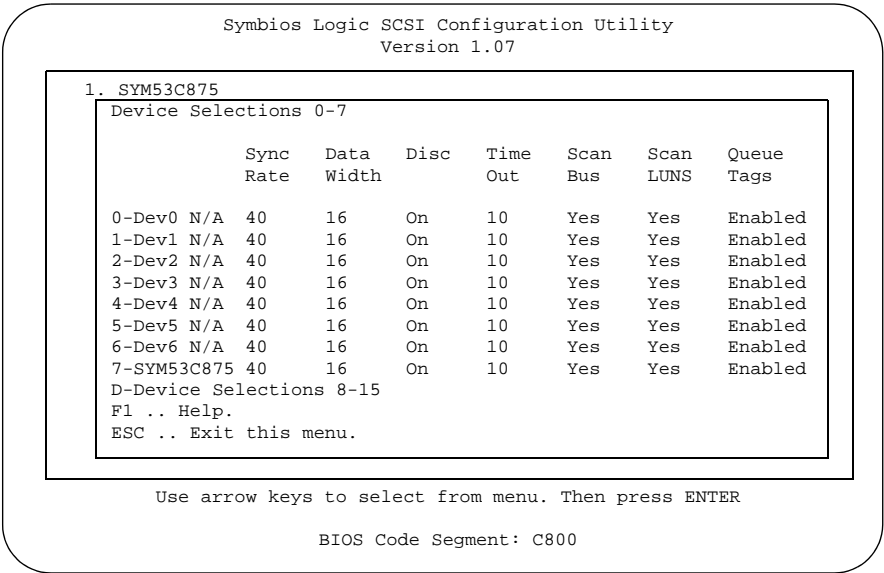 Symbios Logic SCSI Configuration Utility
Version 1.07
1. SYM53C875
Device Selections 0-7
Sync Data Disc Time Scan Scan Queue
Rate Width Out Bus LUNS Tags
0-Dev0 N/A 40 16 On 10 Yes Yes Enabled
1-Dev1 N/A 40 16 On 10 Yes Yes Enabled
2-Dev2 N/A 40 16 On 10 Yes Yes Enabled
3-Dev3 N/A 40 16 On 10 Yes Yes Enabled
4-Dev4 N/A 40 16 On 10 Yes Yes Enabled
5-Dev5 N/A 40 16 On 10 Yes Yes Enabled
6-Dev6 N/A 40 16 On 10 Yes Yes Enabled
7-SYM53C875 40 16 On 10 Yes Yes Enabled
D-Device Selections 8-15
F1 .. Help.
ESC .. Exit this menu.
Use arrow keys to select from menu. Then press ENTER
BIOS Code Segment: C800